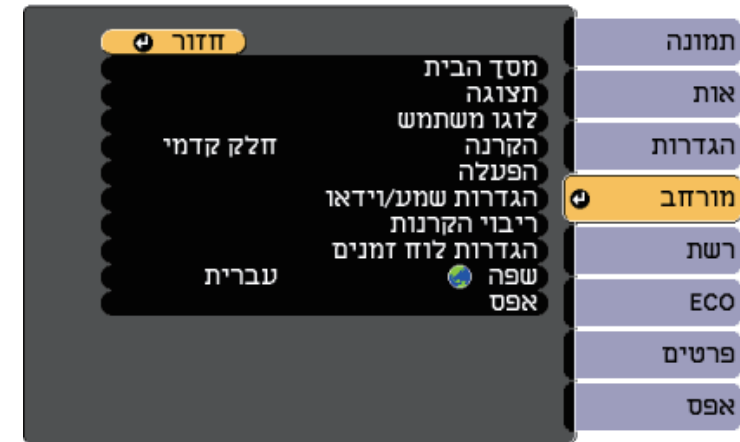 תמונה
אות
הגדרות
מורחב
רשת
ECO
פרטים
אפס
חזור
מסך הבית
תצוגה
לוגו משתמש
הקרנה חלק קדמי
הפעלה
הגדרות שמע/וידאו
ריבוי הקרנות
הגדרות לוח זמנים
שפה עברית
אפס